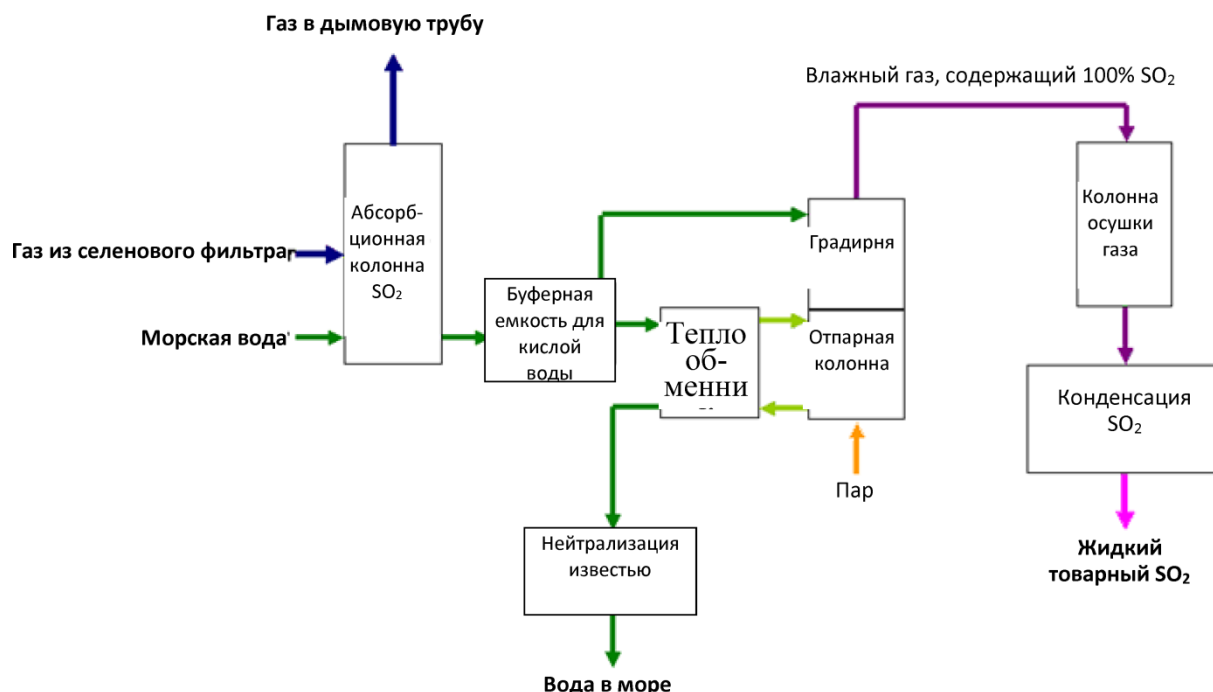 Газ в дымовую трубу
Влажный газ, содержащий 100% SO₂
Абсорб-
ционная
колонна
SO₂
Колонна
осушки
газа
Градирня
Газ из селенового фильтра
Буферная
емкость для
кислой
воды
Морская вода
Тепло
об-
менни
Отпарная
колонна
Конденсация
SO₂
Пар
Нейтрализация
известью
Жидкий
товарный SO₂
Вода в море